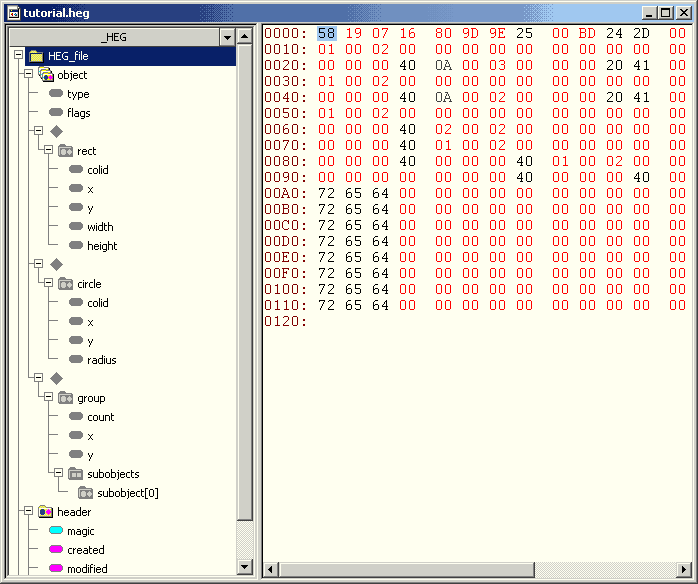 tutorial.heg
_HEG
HEG_file
object
type
flags
rect
colid
x
y
width
height
circle
colid
x
y
radius
group
count
x
y
subobjects
subobject[0]
header
magic
created
modified
0000: 58 19 07 16 80 9D 9E 25 00 BD 24 2D 00
0010: 01 00 02 00 00 00 00 00 00 00 00 00 00
0020: 00 00 00 40 0A 00 03 00 00 00 20 41 00
0030: 01 00 02 00 00 00 00 00 00 00 00 00 00
0040: 00 00 00 40 0A 00 02 00 00 00 20 41 00
0050: 01 00 02 00 00 00 00 00 00 00 00 00 00
0060: 00 00 00 40 02 00 02 00 00 00 00 00 00
0070: 00 00 00 40 01 00 02 00 00 00 00 00 00
0080: 00 00 00 40 00 00 00 40 01 00 02 00 00
0090: 00 00 00 00 00 00 00 40 00 00 00 40 00
00A0: 72 65 64 00 00 00 00 00 00 00 00 00 00
00B0: 72 65 64 00 00 00 00 00 00 00 00 00 00
00C0: 72 65 64 00 00 00 00 00 00 00 00 00 00
00D0: 72 65 64 00 00 00 00 00 00 00 00 00 00
00E0: 72 65 64 00 00 00 00 00 00 00 00 00 00
00F0: 72 65 64 00 00 00 00 00 00 00 00 00 00
0100: 72 65 64 00 00 00 00 00 00 00 00 00 00
0110: 72 65 64 00 00 00 00 00 00 00 00 00 00
0120: